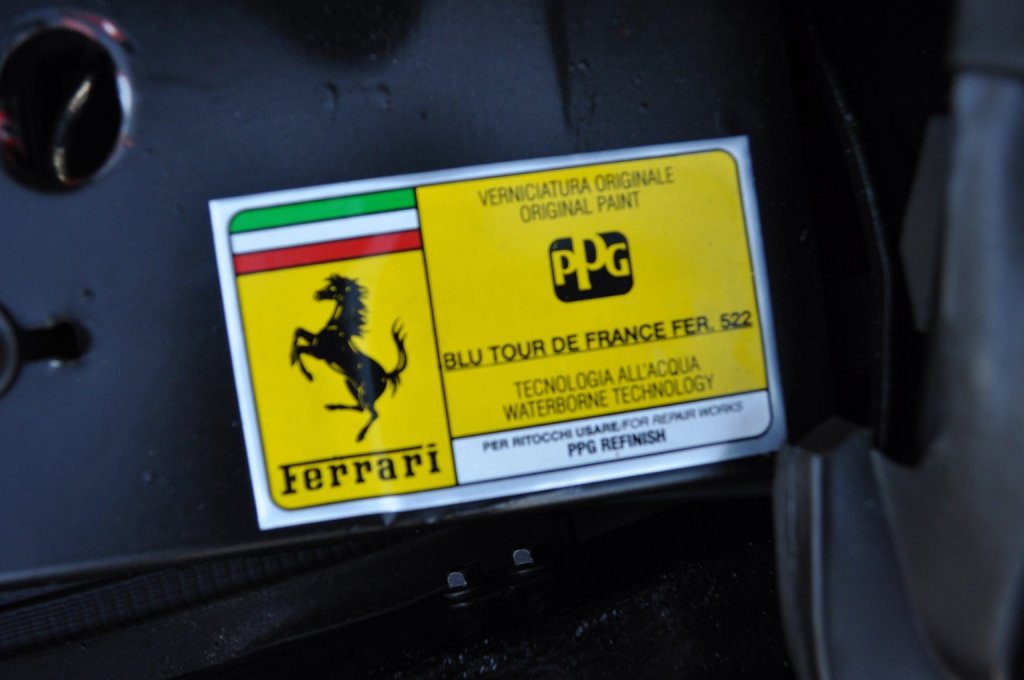 VERNICIATURA ORIGINALE
ORIGINAL PAINT
PPG
BLU TOUR DE FRANCE FER. 522
TECNOLOGIA ALL'ACQUA
WATERBORNE TECHNOLOGY
PER RITOCCHI USARE/FOR REPAIR WORKS
PPG REFINISH
Ferrari